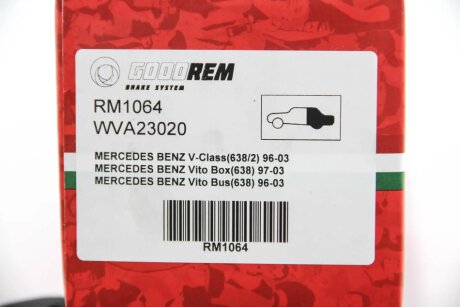 GOODREM
BRAKE SYSTEM
RM1064
WVA23020
MERCEDES BENZ V-Class(638/2) 96-03
MERCEDES BENZ Vito Box(638) 97-03
MERCEDES BENZ Vito Bus(638) 96-03
RM1064